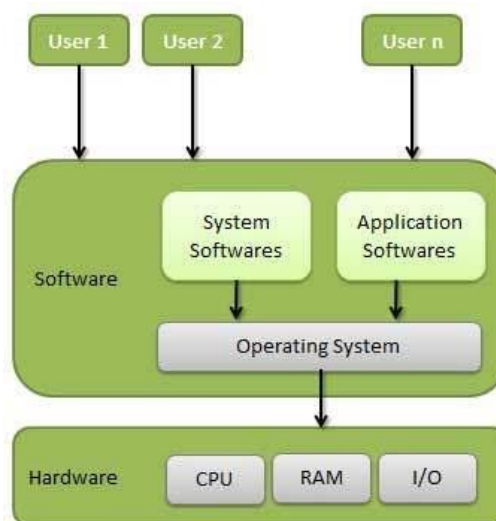 User 1
User 2
User n
System
Softwares
Application
Softwares
Software
Operating System
Hardware
CPU
RAM
I/O